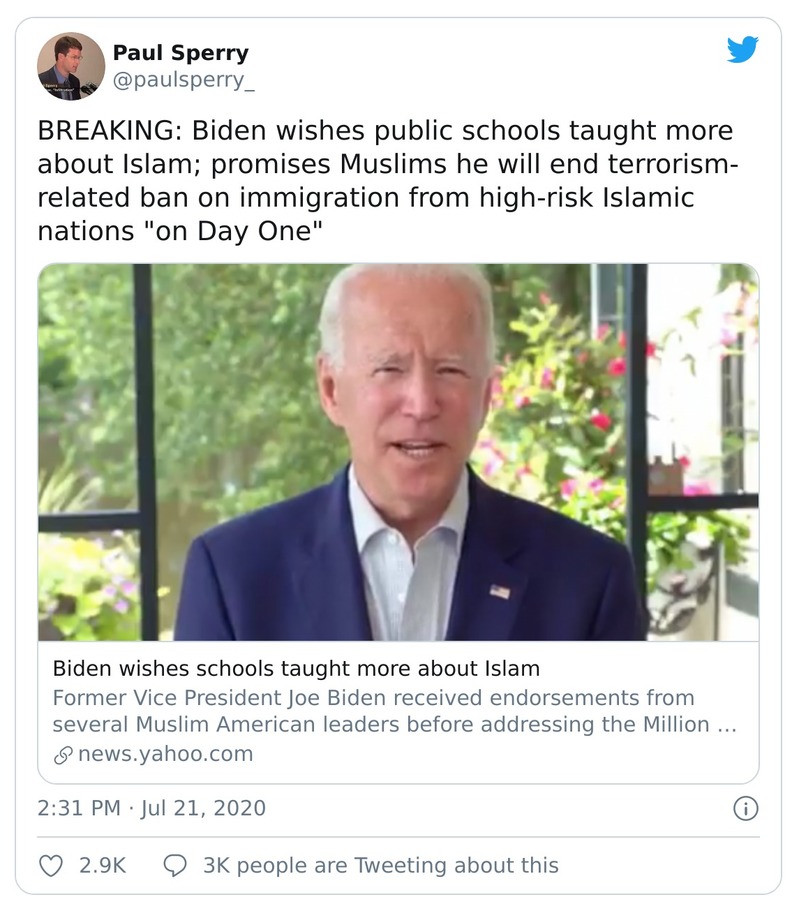 Paul Sperry
@paulsperry_
BREAKING: Biden wishes public schools taught more
about Islam; promises Muslims he will end terrorism-
related ban on immigration from high-risk Islamic
nations "on Day One"
Biden wishes schools taught more about Islam
Former Vice President Joe Biden received endorsements from
several Muslim American leaders before addressing the Million ...
news.yahoo.com
2:31 PM · Jul 21, 2020
2.9K 3K people are Tweeting about this